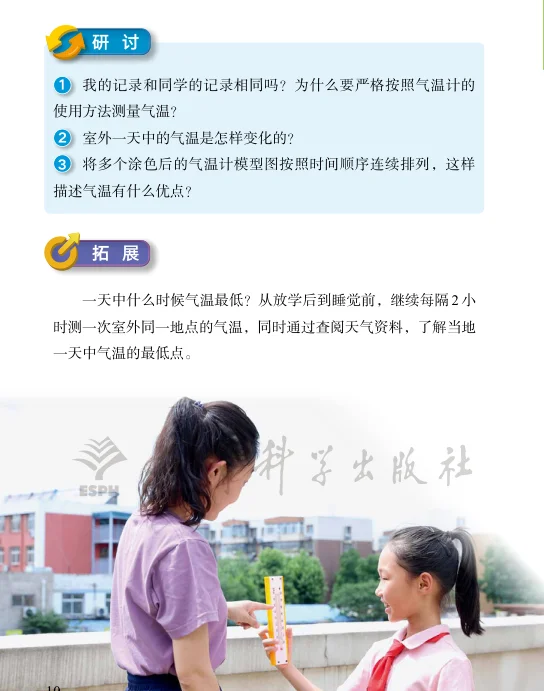 研讨
1 我的记录和同学的记录相同吗？为什么要严格按照气温计的
使用方法测量气温？
2 室外一天中的气温是怎样变化的？
3 将多个涂色后的气温计模型图按照时间顺序连续排列，这样
描述气温有什么优点？
拓展
一天中什么时候气温最低？从放学后到睡觉前，继续每隔2小
时测一次室外同一地点的气温，同时通过查阅天气资料，了解当地
一天中气温的最低点。
科学出版社
ESPH